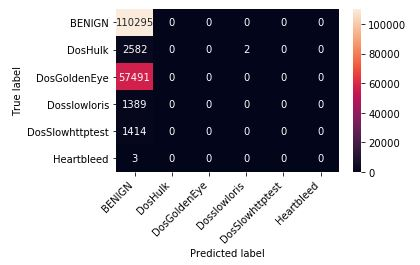 BENIGN 110295 0 0 0 0 0
DosHulk 2582 0 0 2 0 0
DosGoldenEye 57491 0 0 0 0 0
Dosslowloris 1389 0 0 0 0 0
DosSlowhttptest 1414 0 0 0 0 0
Heartbleed 3 0 0 0 0 0
True label
BENIGN
DosHulk
DosGoldenEye
Dosslowloris
DosSlowhttptest
Heartbleed
Predicted label
100000
80000
60000
40000
20000
0